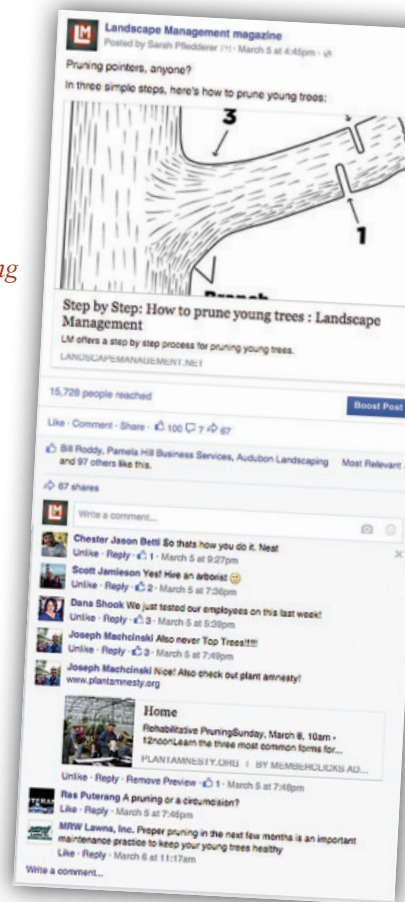 ng
LM
Landscape Management magazine
Posted by Sarah Pfledderer [?] · March 5 at 4:45pm ·
Pruning pointers, anyone?
In three simple steps, here's how to prune young trees:
3
1
Branch
Step by Step: How to prune young trees : Landscape
Management
LM offers a step by step process for pruning young trees.
LANDSCAPEMANAGEMENT.NET
15,728 people reached
Boost Post
Like · Comment · Share · 100 7 67
Bill Roddy, Pamela Hill Business Services, Audubon Landscaping Most Relevant
and 97 others like this.
67 shares
LM
Write a comment...
Chester Jason Betti So thats how you do it. Neat
Unlike · Reply · 1 · March 5 at 9:27pm
Scott Jamieson Yes! Hire an arborist
Unlike · Reply · 2 · March 5 at 7:36pm
Dana Shook We just tested our employees on this last week!
Unlike · Reply · 3 · March 5 at 5:39pm
Joseph Machcinski Also never Top Trees!!!!!
Unlike · Reply · 3 · March 5 at 7:49pm
Joseph Machcinski Nice! Also check out plant amnesty!
www.plantamnesty.org
Home
Rehabilitative PruningSunday, March 8, 10am -
12noonLearn the three most common forms for...
PLANTAMNESTY.ORG | BY MEMBERCLICKS AD...
Unlike · Reply · Remove Preview · 1 · March 5 at 7:48pm
Ras Puterang A pruning or a circumcision?
Like · Reply · March 5 at 7:46pm
MRW Lawns, Inc. Proper pruning in the next few months is an important
maintenance practice to keep your young trees healthy
Like · Reply · March 6 at 11:17am
Write a comment...